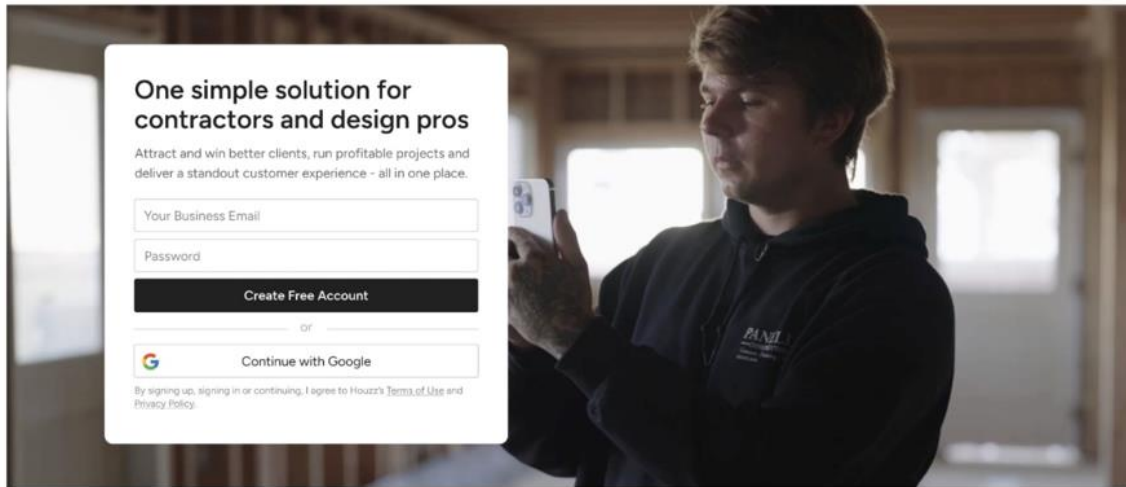 One simple solution for
contractors and design pros
Attract and win better clients, run profitable projects and
deliver a standout customer experience - all in one place.
Your Business Email
Password
Create Free Account
or
Continue with Google
By signing up, signing in or continuing, I agree to Houzz's Terms of Use and
Privacy Policy.